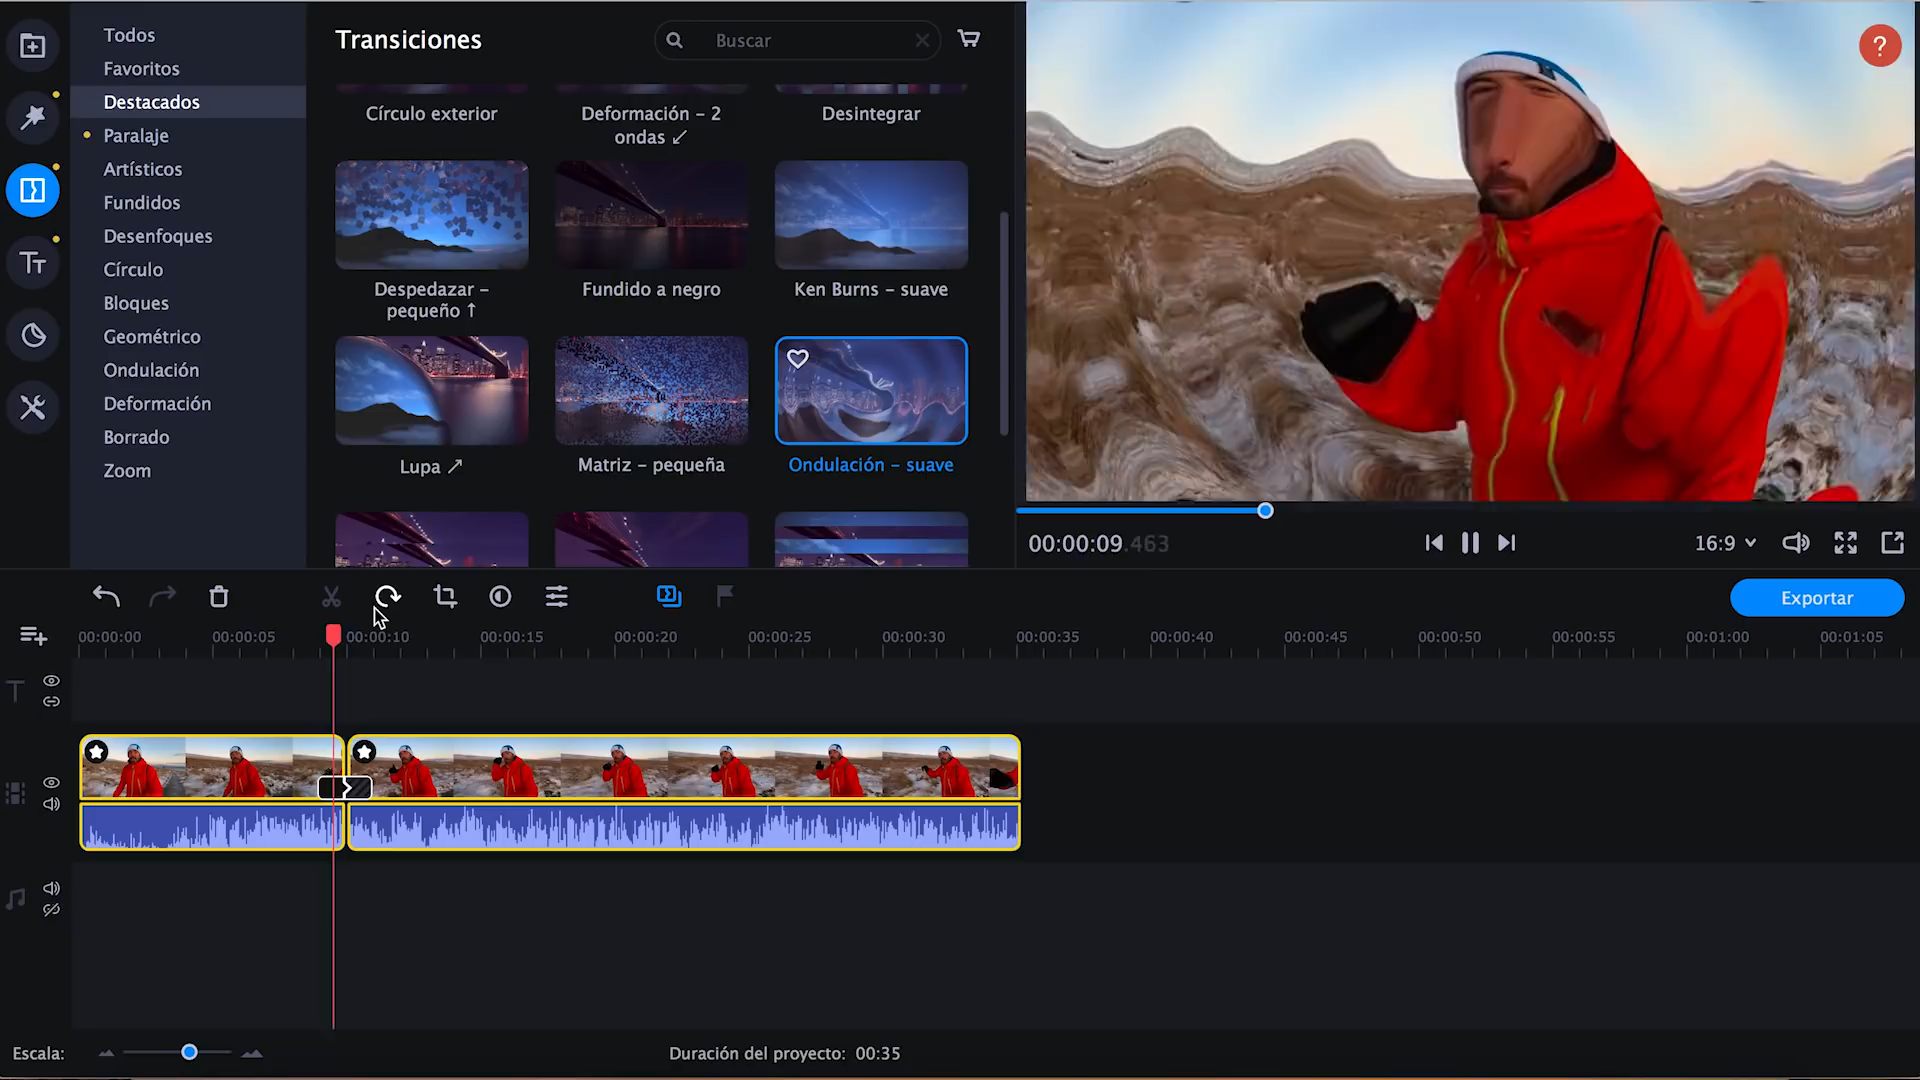 Todos
Favoritos
Destacados
Paralaje
Artísticos
Fundidos
Desenfoques
Círculo
Bloques
Geométrico
Ondulación
Deformación
Borrado
Zoom
Transiciones
Buscar
Círculo exterior
Deformación – 2
ondas ↙
Desintegrar
Despedazar –
pequeño ↑
Fundido a negro
Ken Burns – suave
Lupa ↗
Matriz – pequeña
Ondulación – suave
?
00:00:09.463
16:9
Exportar
00:00:00
00:00:05
00:00:10
00:00:15
00:00:20
00:00:25
00:00:30
00:00:35
00:00:40
00:00:45
00:00:50
00:00:55
00:01:00
00:01:05
Escala:
Duración del proyecto: 00:35